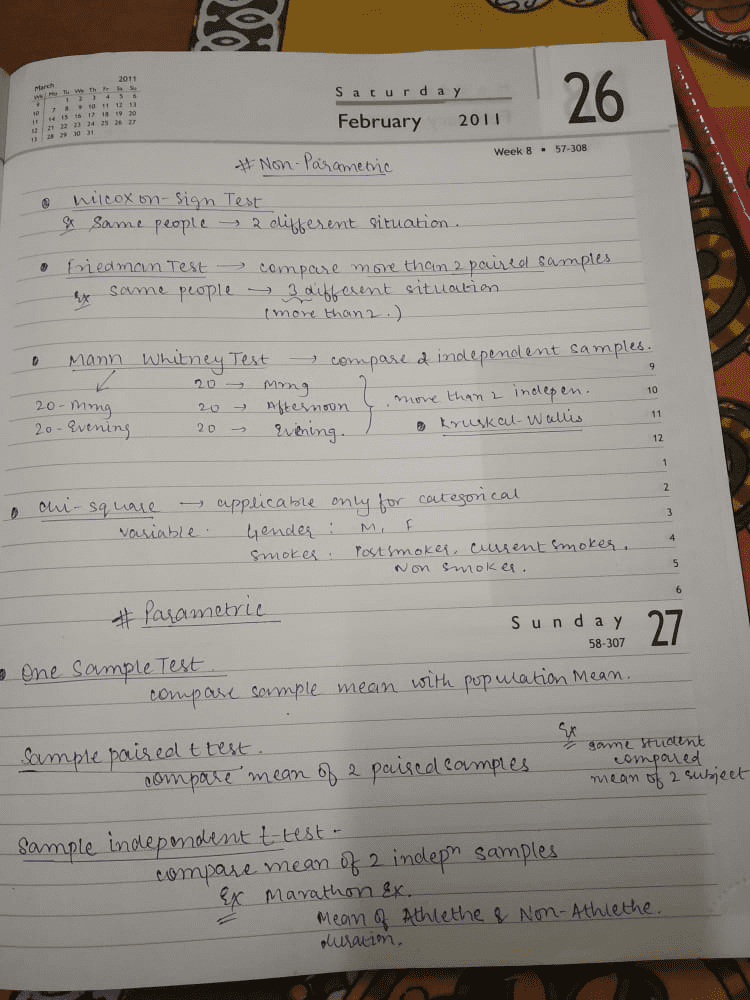 March 2011
Wk Mo Tu We Th Fr Sa Su
9 1 2 3 4 5 6
10 7 8 9 10 11 12 13
11 14 15 16 17 18 19 20
12 21 22 23 24 25 26 27
13 28 29 30 31
Saturday
26
February 2011
Week 8 • 57-308
# Non-Parametric
Wilcoxon-Sign Test
Ex Same people → 2 different situation.
Friedman Test → compare more than 2 paired samples
Ex same people → 3 different situation
(more than 2.)
Mann Whitney Test → compare 2 independent samples.
9
20 → Mrng
20-Mrng 20 → Afternoon . more than 2 indepen.
10
20-Evening 20 → Evening. Kruskal-Wallis
11
12
1
chi-square → applicable only for categorical
2
variable. Gender : M, F
3
Smoker : Postsmoker, Current smoker,
4
Non smoker.
5
6
# Parametric
Sunday 27
58-307
One Sample Test.
compare sample mean with population Mean.
Sample paired t test.
compare mean of 2 paired samples
Ex same student
compared
mean of 2 subject
Sample independent t-test -
compare mean of 2 indepn samples
Ex Marathon Ex.
Mean of Athlethe & Non-Athlethe.
duration.